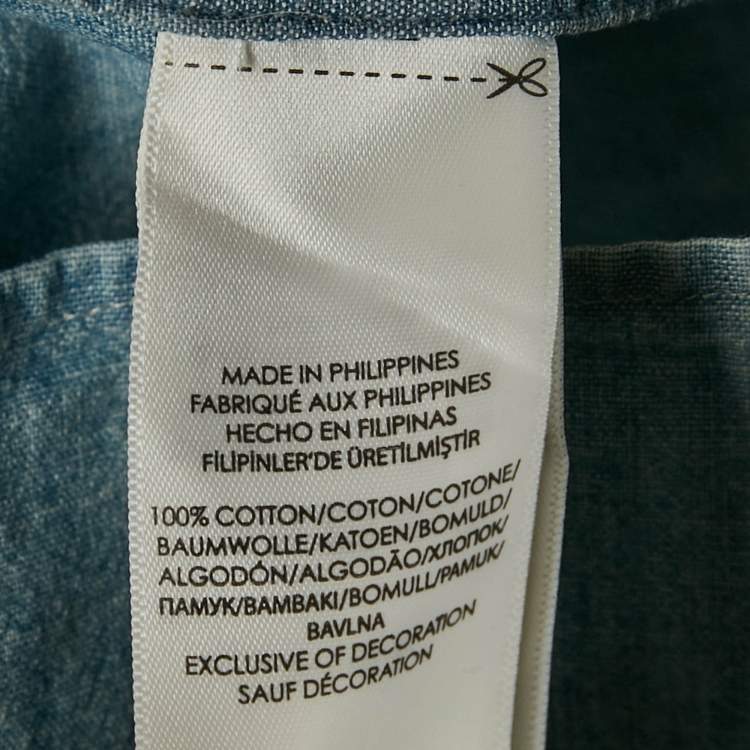 MADE IN PHILIPPINES
FABRIQUÉ AUX PHILIPPINES
HECHO EN FILIPINAS
FİLİPİNLER'DE ÜRETİLMİŞTİR
100% COTTON/COTON/COTONE/
BAUMWOLLE/KATOEN/BOMULD/
ALGODÓN/ALGODÃO/ХЛОПОК/
ПАМУК/BAMBAKI/BOMULL/PAMUK/
BAVLNA
EXCLUSIVE OF DECORATION
SAUF DÉCORATION